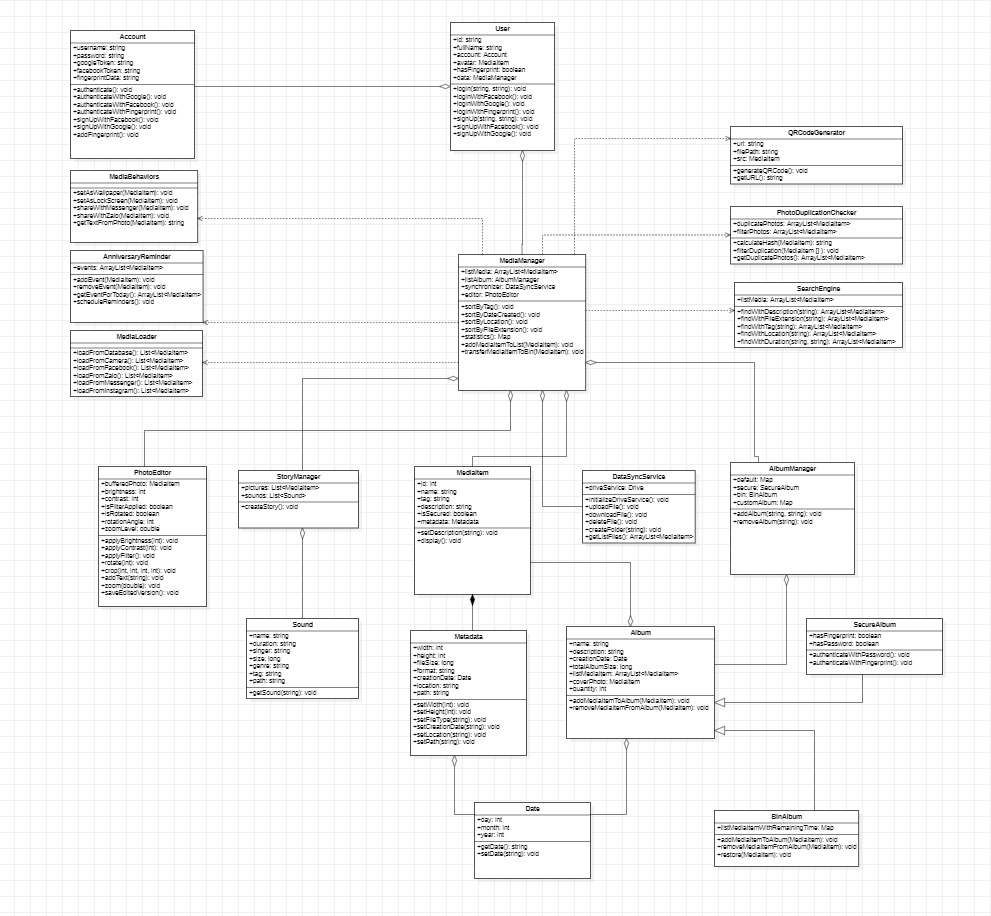 Account
+username: string
+password: string
+googleToken: string
+facebookToken: string
+fingerprintData: string
+authenticate(): void
+authenticateWithGoogle(): void
+authenticateWithFacebook(): void
+authenticateWithFingerprint(): void
+signUpWithFacebook(): void
+signUpWithGoogle(): void
+addFingerprint(): void
User
+id: string
+fullName: string
+account: Account
+avatar: MediaItem
+hasFingerprint: boolean
+data: MediaManager
+login(string, string): void
+loginWithFacebook(): void
+loginWithGoogle(): void
+loginWithFingerprint(): void
+signUp(string, string): void
+signUpWithFacebook(): void
+signUpWithGoogle(): void
QRCodeGenerator
+url: string
+filePath: string
+src: MediaItem
+generateQRCode(): void
+getURL(): string
MediaBehaviors
+setAsWallpaper(MediaItem): void
+setAsLockScreen(MediaItem): void
+shareWithMessenger(MediaItem): void
+shareWithZalo(MediaItem): void
+getTextFromPhoto(MediaItem): string
PhotoDuplicationChecker
+duplicatePhotos: ArrayList<MediaItem>
+filterPhotos: ArrayList<MediaItem>
+calculateHash(MediaItem): string
+filterDuplication(MediaItem [] ): void
+getDuplicatePhotos(): ArrayList<MediaItem>
AnniversaryReminder
+events: ArrayList<MediaItem>
+addEvent(MediaItem): void
+removeEvent(MediaItem): void
+getEventForToday(): ArrayList<MediaItem>
+scheduleReminders(): void
MediaManager
+listMedia: ArrayList<MediaItem>
+listAlbum: AlbumManager
+synchronizer: DataSyncService
+editor: PhotoEditor
+sortByTag(): void
+sortByDateCreated(): void
+sortByLocation(): void
+sortByFileExtension(): void
+statistics(): Map
+addMediaItemToList(MediaItem): void
+transferMediaItemToBin(MediaItem): void
SearchEngine
+listMedia: ArrayList<MediaItem>
+findWithDescription(string): ArrayList<MediaItem>
+findWithFileExtension(string): ArayList<MediaItem>
+findWithTag(string): ArrayList<MediaItem>
+findWithLocation(string): ArrayList<MediaItem>
+findWithDuration(string, string): ArrayList<MediaItem>
MediaLoader
+loadFromDatabase(): List<MediaItem>
+loadFromCamera(): List<MediaItem>
+loadFromFacebook(): List<MediaItem>
+loadFromZalo(): List<MediaItem>
+loadFromMessenger(): List<MediaItem>
+loadFromInstagram(): List<MediaItem>
PhotoEditor
+bufferedPhoto: MediaItem
+brightness: int
+contrast: int
+isFilterApplied: boolean
+isRotated: boolean
+rotationAngle: int
+zoomLevel: double
+applyBrightness(int): void
+applyContrast(int): void
+applyFilter(): void
+rotate(int): void
+crop(int, int, int, int): void
+addText(string): void
+zoom(double): void
+saveEditedVersion(): void
StoryManager
+pictures: List<MediaItem>
+sounds: List<Sound>
+createStory(): void
MediaItem
+id: int
+name: string
+tag: string
+description: string
+isSecured: boolean
+metadata: Metadata
+setDescription(string): void
+display(): void
DataSyncService
+driveService: Drive
+initializeDriveService(): void
+uploadFile(): void
+downloadFile(): void
+deleteFile(): void
+createFolder(string): void
+getListFiles(): ArrayList<MediaItem>
AlbumManager
+default: Map
+secure: SecureAlbum
+bin: BinAlbum
+customAlbum: Map
+addAlbum(string, string): void
+removeAlbum(string): void
Sound
+name: string
+duration: string
+singer: string
+size: long
+genre: string
+tag: string
+path: string
+getSound(string): void
Metadata
+width: int
+height: int
+fileSize: long
+format: string
+creationDate: Date
+location: string
+path: string
+setWidth(int): void
+setHeight(int): void
+setFileType(string): void
+setCreationDate(string): void
+setLocation(string): void
+setPath(string): void
Album
+name: string
+description: string
+creationDate: Date
+totalAlbumSize: long
+listMediaItem: ArrayList<MediaItem>
+coverPhoto: MediaItem
+quantity: int
+addMediaItemToAlbum(MediaItem): void
+removeMediaItemFromAlbum(MediaItem): void
SecureAlbum
+hasFingerprint: boolean
+hasPassword: boolean
+authenticateWithPassword(): void
+authenticateWithFingerprint(): void
Date
+day: int
+month: int
+year: int
+getDate(): string
+setDate(string): void
BinAlbum
+listMediaItemWithRemainingTime: Map
+addMediaItemToAlbum(MediaItem): void
+removeMediaItemFromAlbum(MediaItem): void
+restore(MediaItem): void